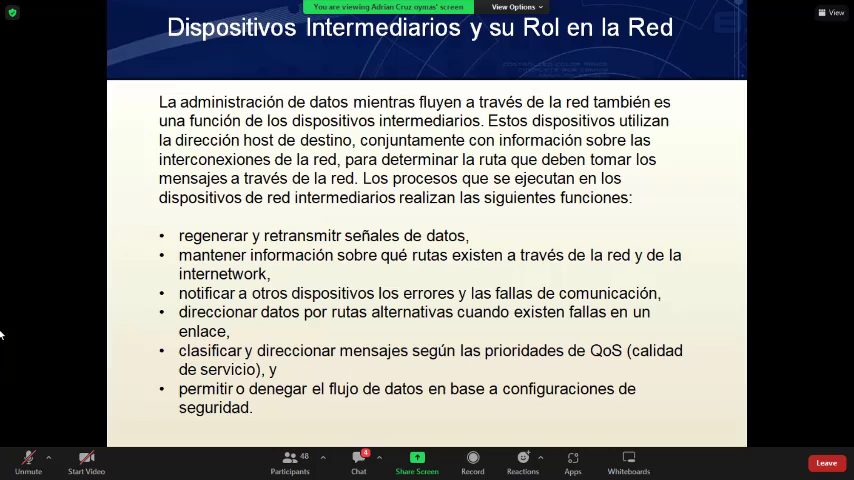 You are viewing Adrian Cruz nymas' screen
View Options
View
Dispositivos Intermediarios y su Rol en la Red
La administración de datos mientras fluyen a través de la red también es
una función de los dispositivos intermediarios. Estos dispositivos utilizan
la dirección host de destino, conjuntamente con información sobre las
interconexiones de la red, para determinar la ruta que deben tomar los
mensajes a través de la red. Los procesos que se ejecutan en los
dispositivos de red intermediarios realizan las siguientes funciones:
• regenerar y retransmitr señales de datos,
• mantener información sobre qué rutas existen a través de la red y de la
internetwork,
• notificar a otros dispositivos los errores y las fallas de comunicación,
• direccionar datos por rutas alternativas cuando existen fallas en un
enlace,
• clasificar y direccionar mensajes según las prioridades de QoS (calidad
de servicio), y
• permitir o denegar el flujo de datos en base a configuraciones de
seguridad.
48
4
Unmute
Start Video
Participants
Chat
Share Screen
Record
Reactions
Apps
Whiteboards
Leave